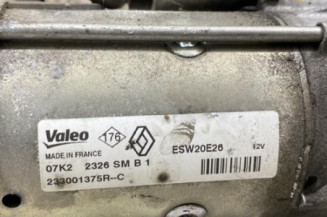 Valeo 176 ESW20E26 12V
MADE IN FRANCE
07K2 2326 SM B 1
233001375R--C